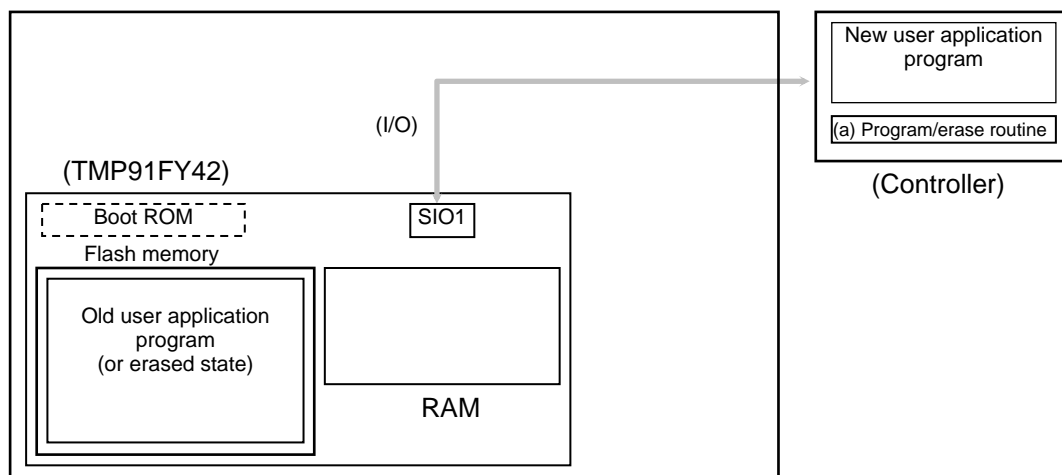 New user application
program
(I/O)
(a) Program/erase routine
(TMP91FY42)
(Controller)
Boot ROM
SIO1
Flash memory
Old user application
program
(or erased state)
RAM